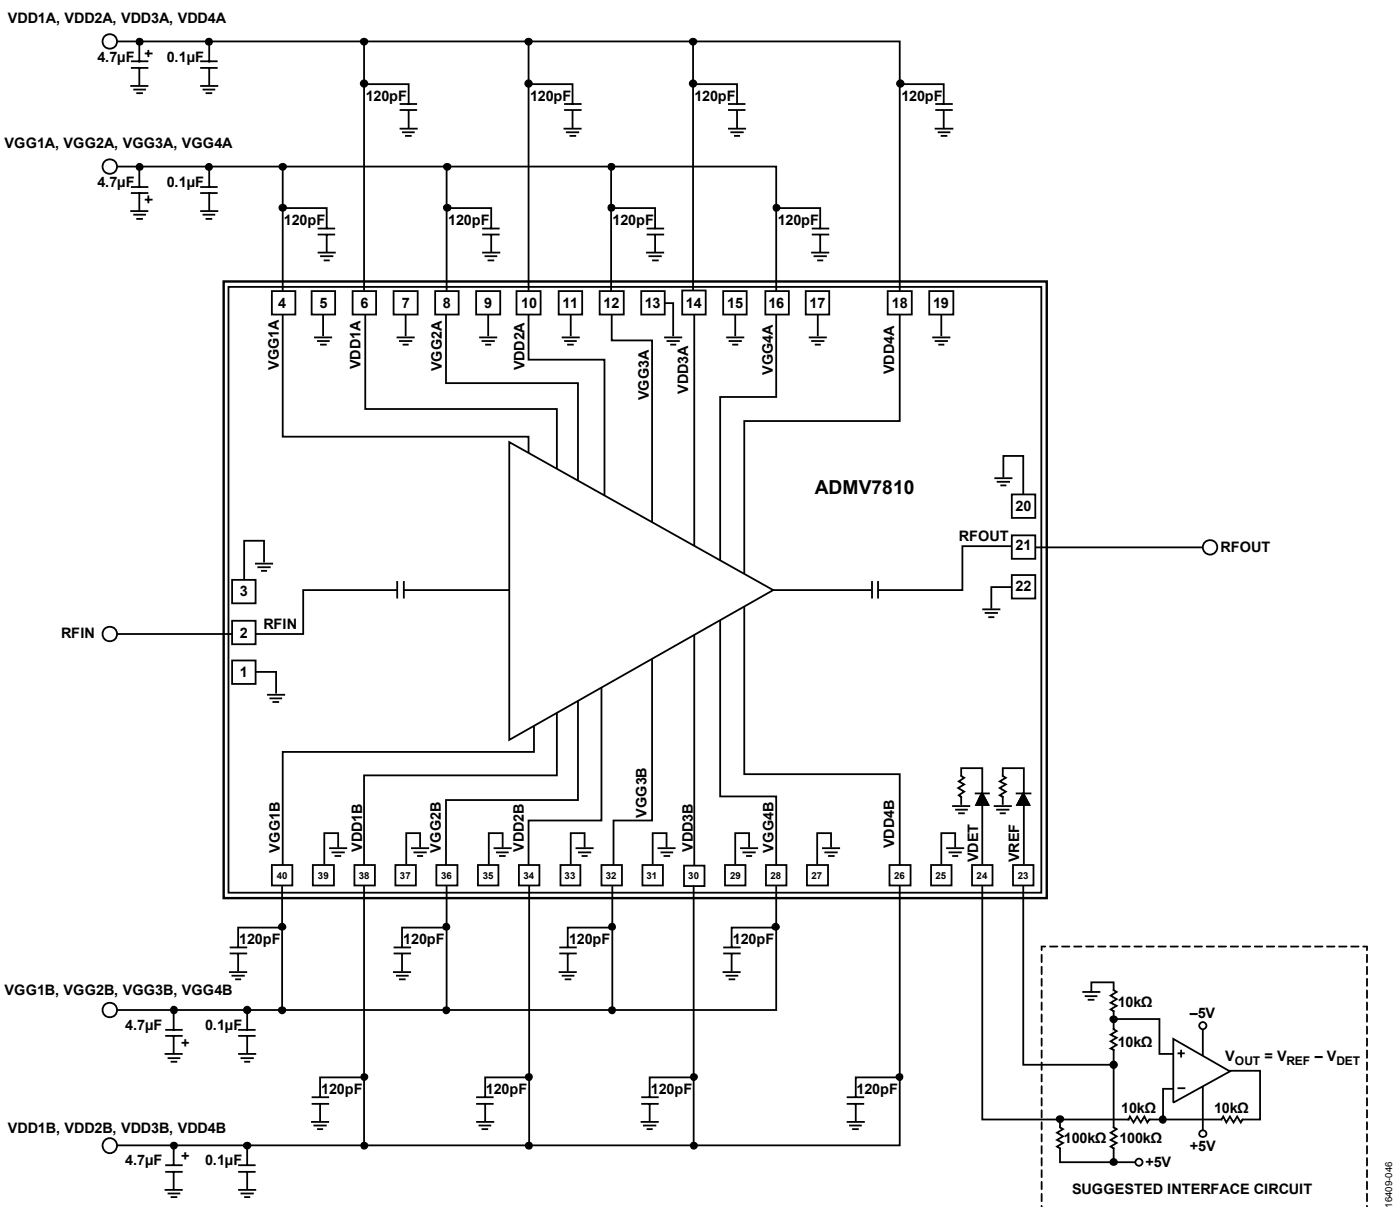 VDD1A, VDD2A, VDD3A, VDD4A
4.7µF
+
0.1µF
120pF
120pF
120pF
120pF
VGG1A, VGG2A, VGG3A, VGG4A
4.7µF
+
0.1µF
120pF
120pF
120pF
120pF
4
5
6
7
8
9
10
11
12
13
14
15
16
17
18
19
VGG1A
VDD1A
VGG2A
VDD2A
VGG3A
VDD3A
VGG4A
VDD4A
ADMV7810
20
RFOUT
21
RFOUT
22
3
RFIN
2
RFIN
1
VGG1B
VDD1B
VGG2B
VDD2B
VGG3B
VDD3B
VGG4B
VDD4B
VDET
VREF
40
39
38
37
36
35
34
33
32
31
30
29
28
27
26
25
24
23
120pF
120pF
120pF
120pF
VGG1B, VGG2B, VGG3B, VGG4B
4.7µF
+
0.1µF
120pF
120pF
120pF
120pF
VDD1B, VDD2B, VDD3B, VDD4B
4.7µF
+
0.1µF
10kΩ
–5V
10kΩ
+
–
VOUT = VREF – VDET
10kΩ
10kΩ
100kΩ
100kΩ
+5V
+5V
SUGGESTED INTERFACE CIRCUIT
16409-046